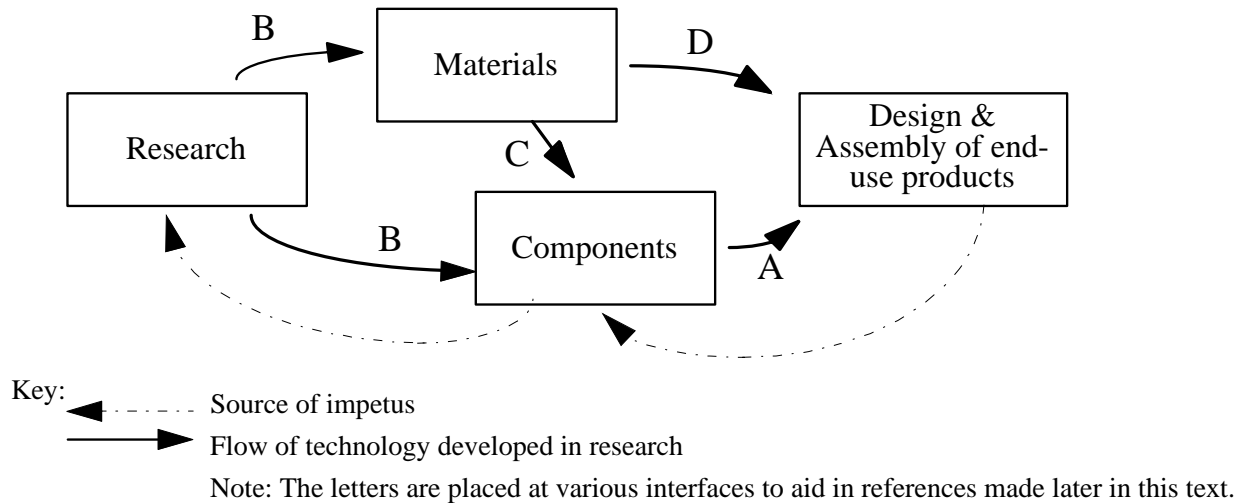 B
Materials
D
Research
Design &
Assembly of end-
use products
C
B
Components
A
Key:
Source of impetus
Flow of technology developed in research
Note: The letters are placed at various interfaces to aid in references made later in this text.